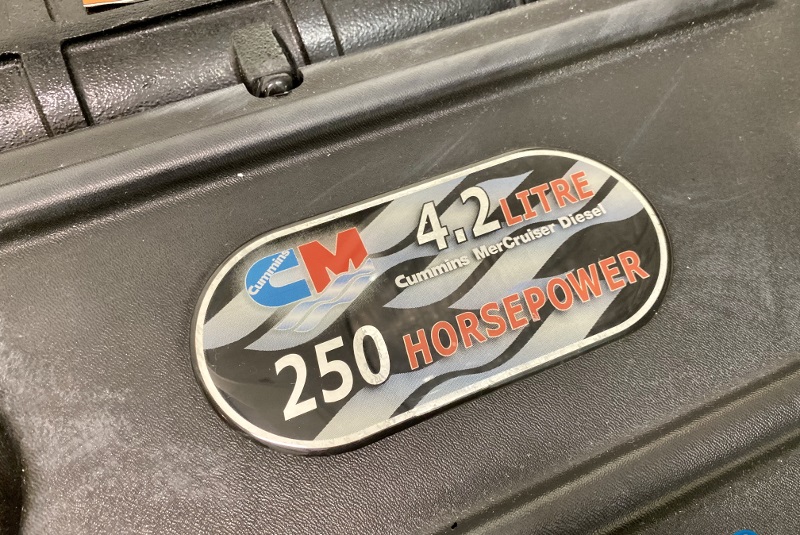 Cummins
CM
4.2 LITRE
Cummins MerCruiser Diesel
250 HORSEPOWER